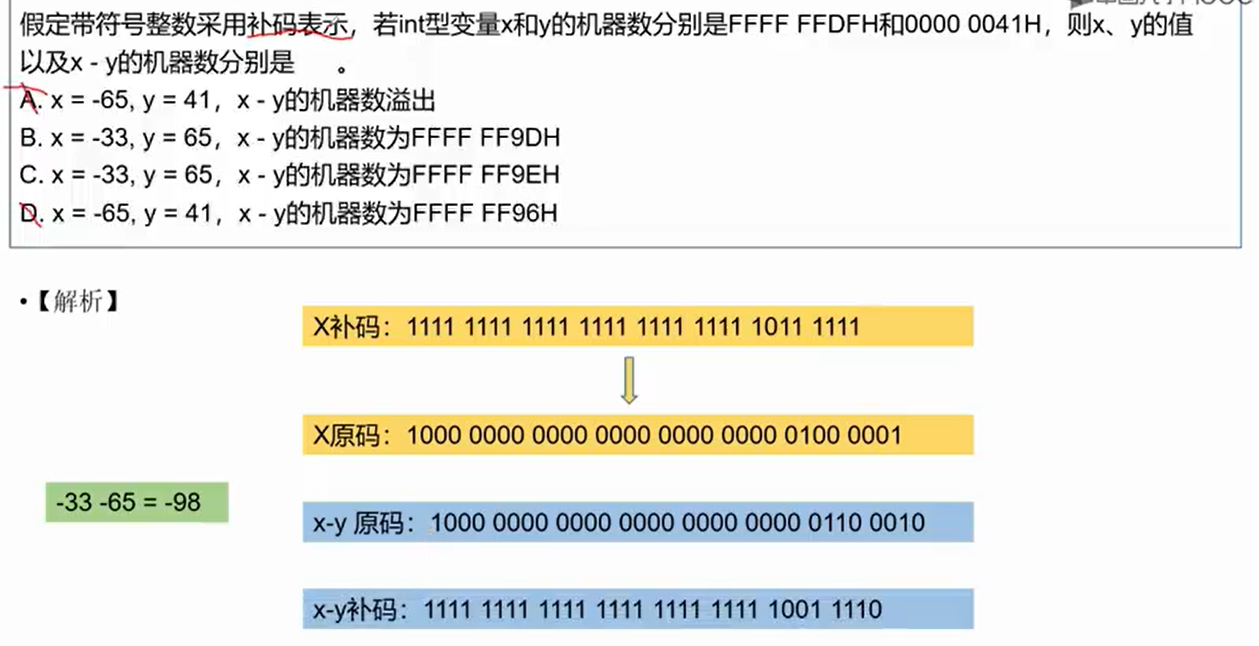 假定带符号整数采用补码表示，若int型变量x和y的机器数分别是FFFF FFDFH和0000 0041H，则x、y的值
以及x - y的机器数分别是 。
A. x = -65, y = 41，x - y的机器数溢出
B. x = -33, y = 65，x - y的机器数为FFFF FF9DH
C. x = -33, y = 65，x - y的机器数为FFFF FF9EH
D. x = -65, y = 41，x - y的机器数为FFFF FF96H
•【解析】
X补码：1111 1111 1111 1111 1111 1111 1011 1111
X原码：1000 0000 0000 0000 0000 0000 0100 0001
-33 -65 = -98
x-y 原码：1000 0000 0000 0000 0000 0000 0110 0010
x-y补码：1111 1111 1111 1111 1111 1111 1001 1110